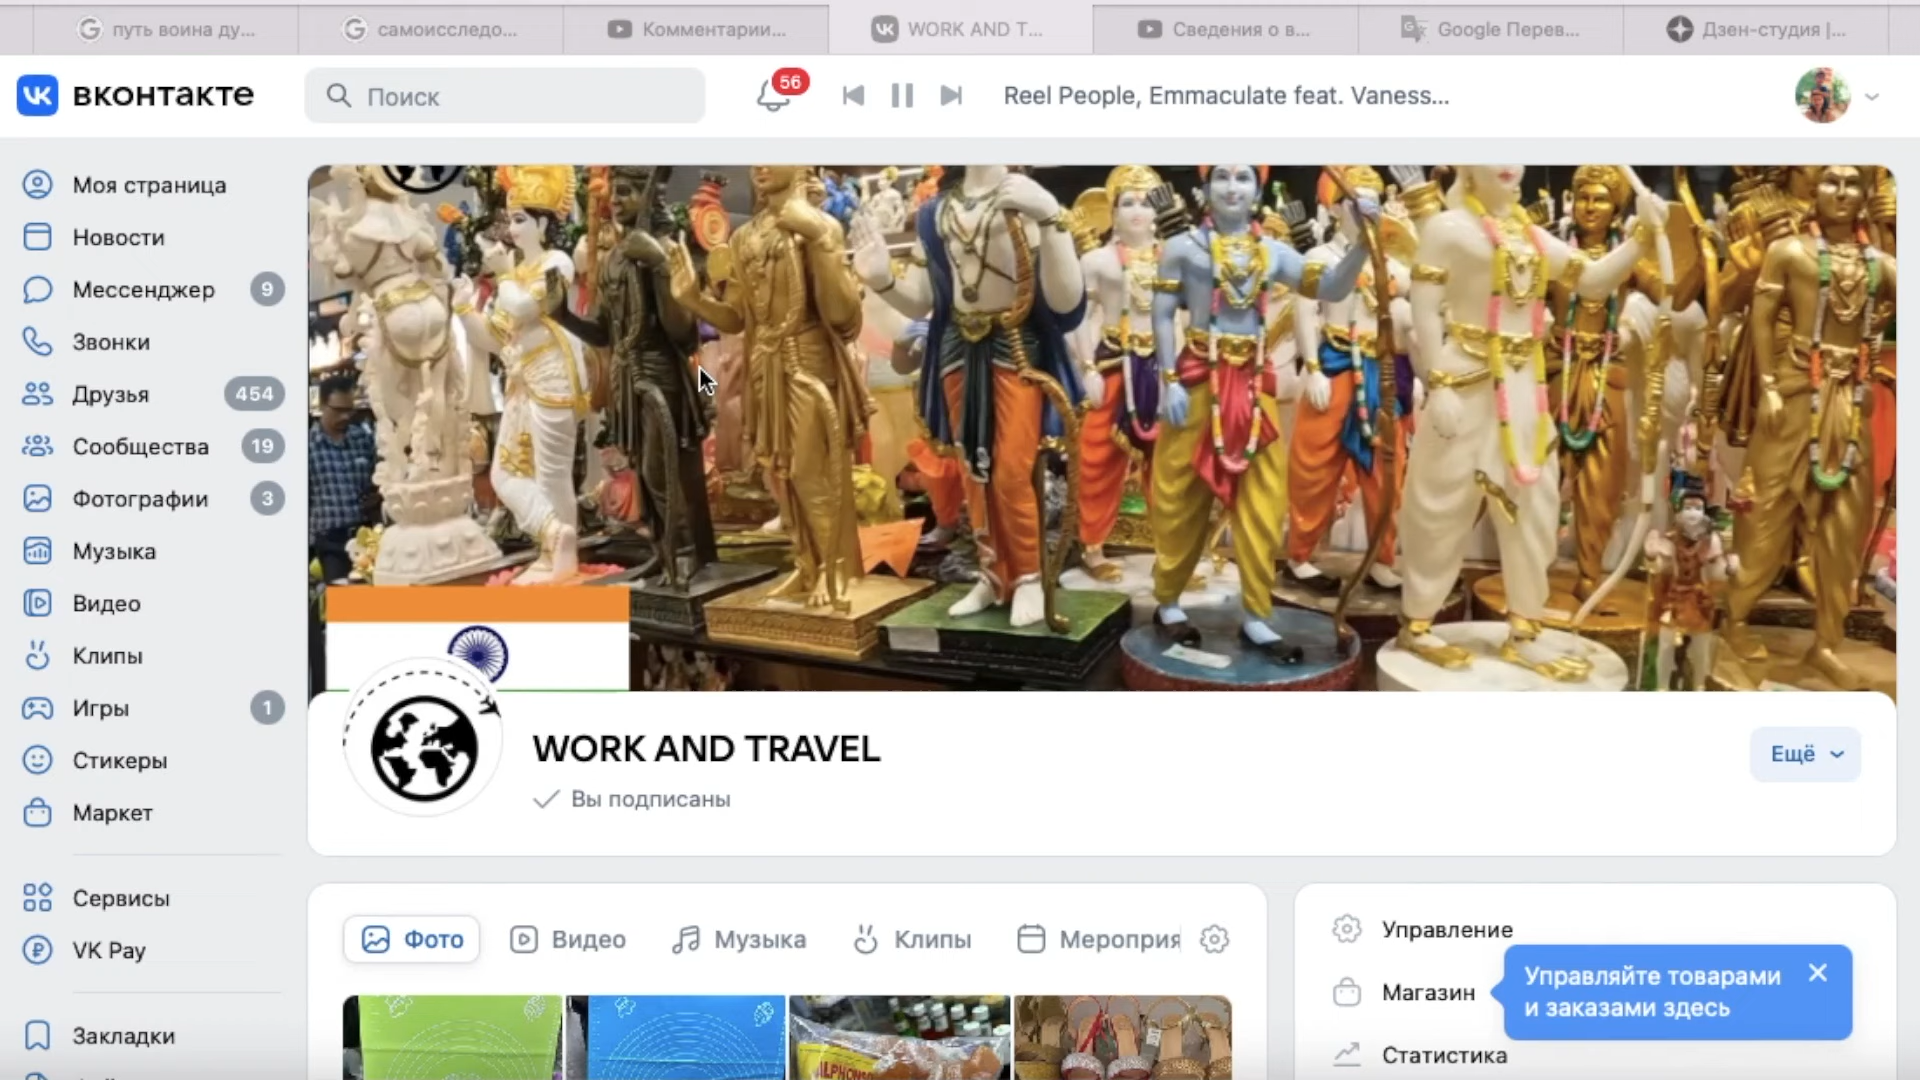 путь воина ду...
самоисследо...
Комментарии...
WORK AND T...
Сведения о в...
Google Перев...
Дзен-студия |...
вконтакте
Поиск
56
Reel People, Emmaculate feat. Vaness...
Моя страница
Новости
Мессенджер 9
Звонки
Друзья 454
Сообщества 19
Фотографии 3
Музыка
Видео
Клипы
Игры 1
Стикеры
Маркет
Сервисы
VK Pay
Закладки
WORK AND TRAVEL
Вы подписаны
Ещё
Фото
Видео
Музыка
Клипы
Мероприя
ALPHONS
Управление
Магазин
Управляйте товарами
и заказами здесь
Статистика